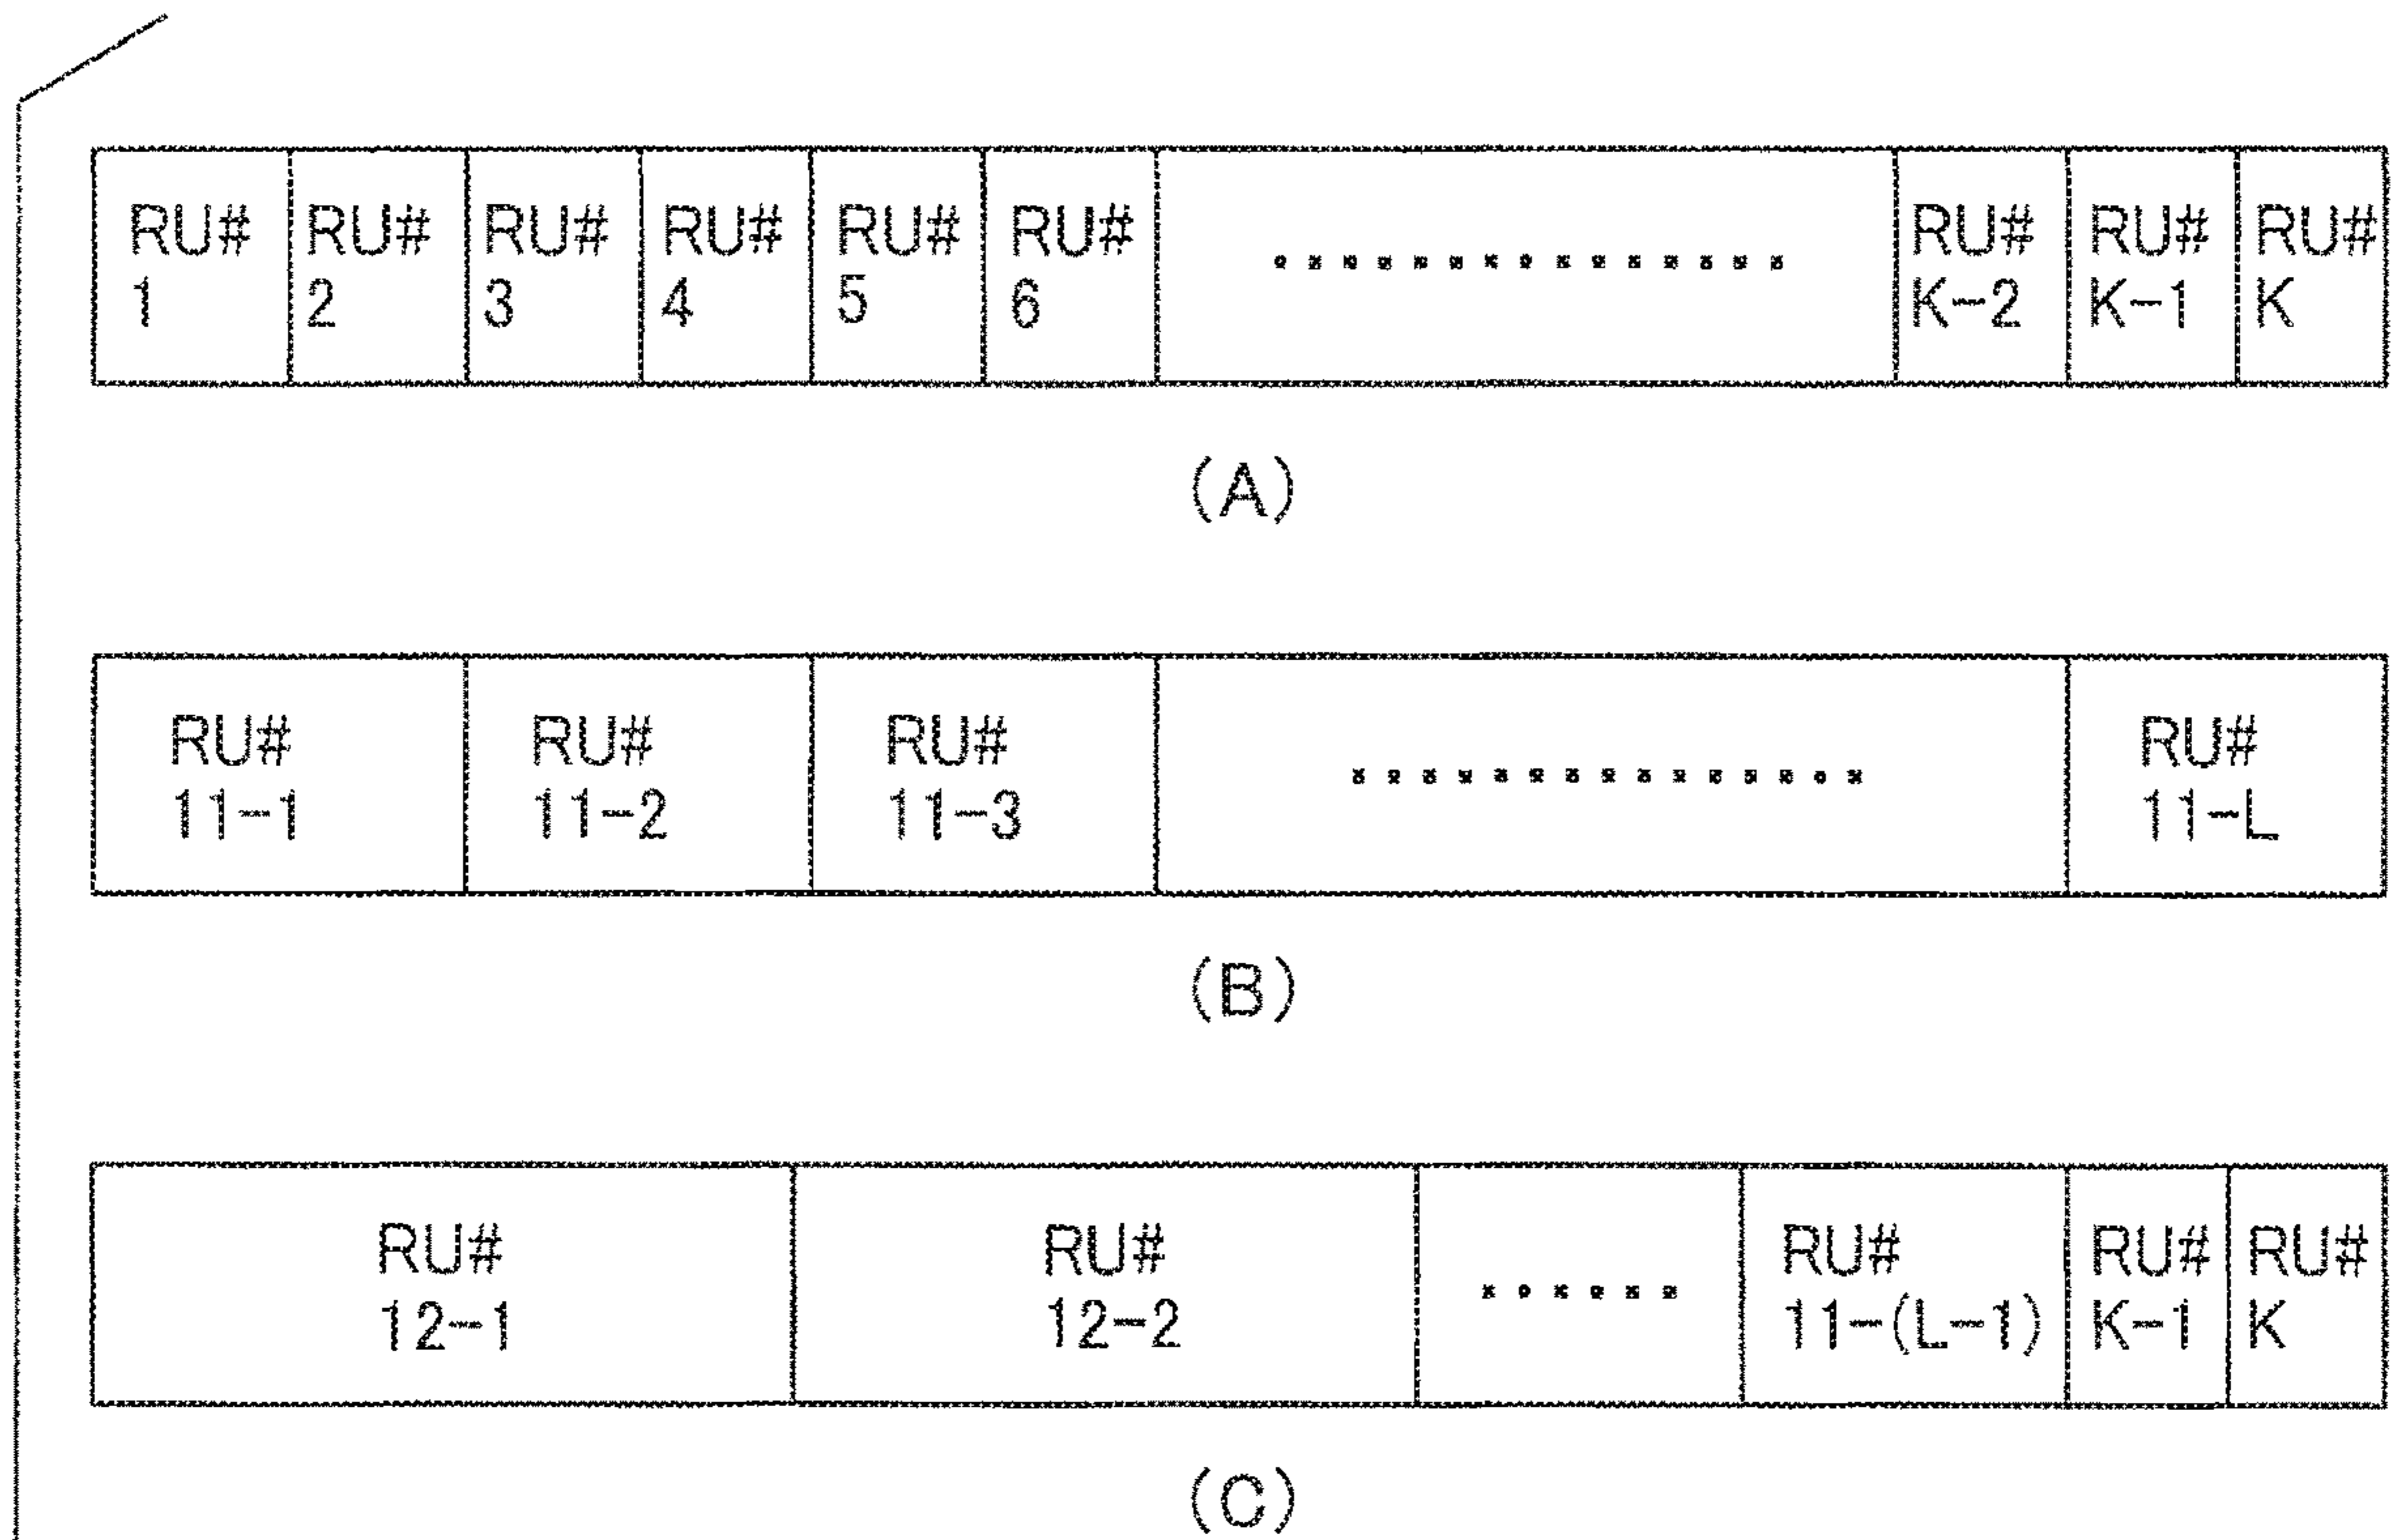 RU# RU# RU# RU# RU# RU# RU# RU# RU#
1 2 3 4 5 6 K-2 K-1 K
(A)
RU# RU# RU# RU#
11-1 11-2 11-3 11-L
(B)
RU# RU# RU# RU# RU#
12-1 12-2 11-(L-1) K-1 K
(C)